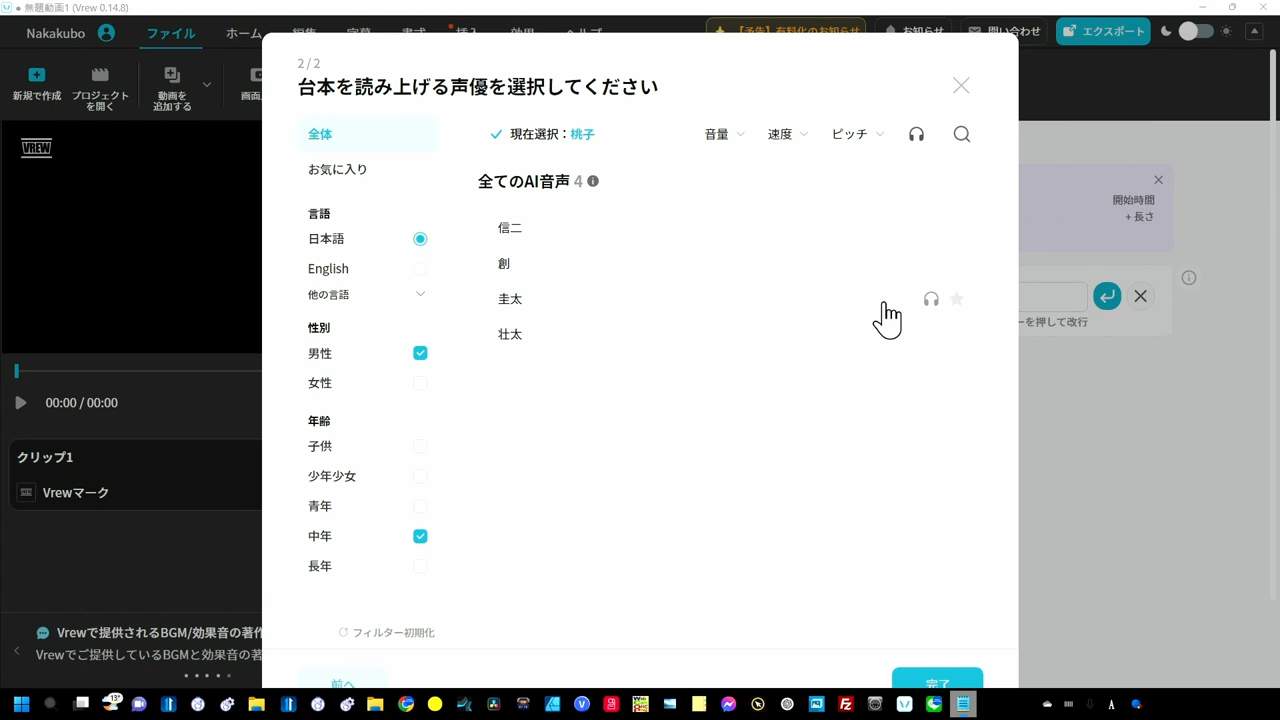 無題動画1 (Vrew 0.14.8)
Nakakubo
ファイル
ホーム
【予告】有料化のお知らせ
お知らせ
問い合わせ
エクスポート
新規で作成
プロジェクト
を開く
動画を
追加する
VREW
00:00 / 00:00
クリップ1
Vrewマーク
Vrewで提供されるBGM/効果音の著作
Vrewでご提供しているBGMと効果音の著
2/2
台本を読み上げる声優を選択してください
全体
お気に入り
言語
日本語
English
他の言語
性別
男性
女性
年齢
子供
少年少女
青年
中年
長年
フィルター初期化
現在選択：桃子
音量
速度
ピッチ
全てのAI音声 4
信二
創
圭太
壮太
前へ
完了
開始時間
+ 長さ
ーを押して改行
13°